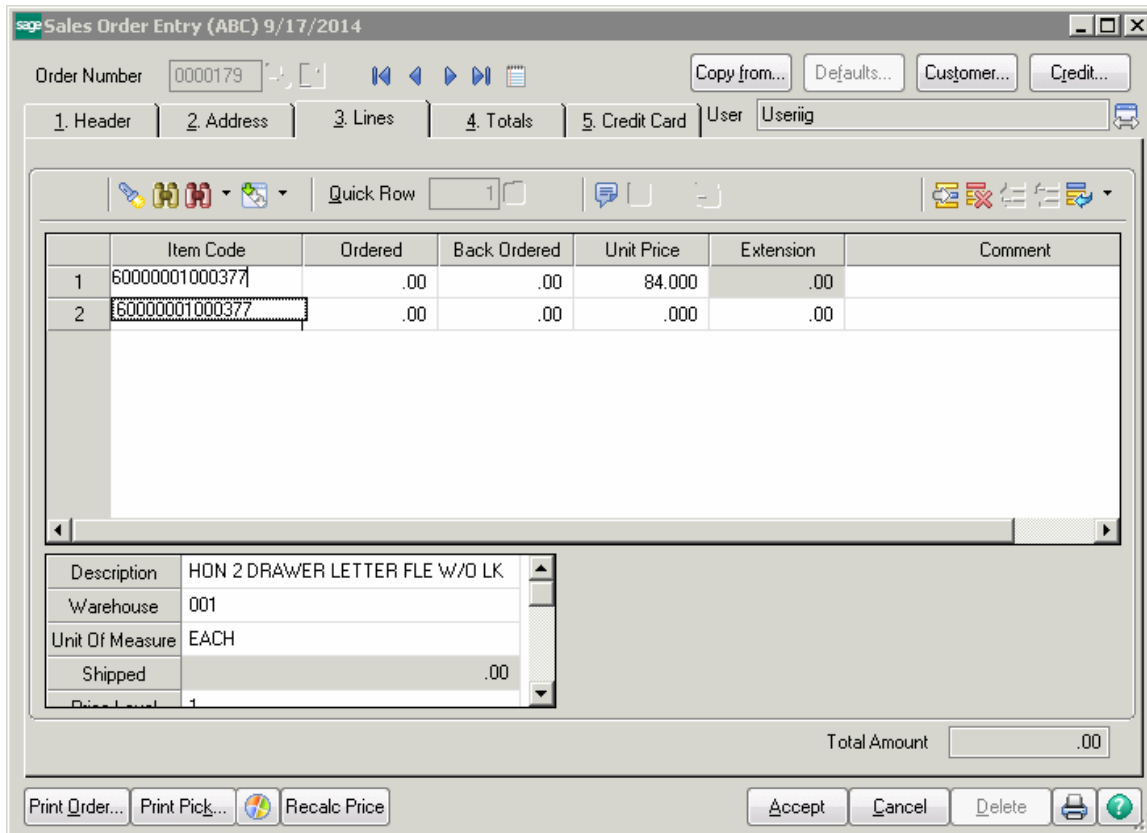 sage Sales Order Entry (ABC) 9/17/2014
Order Number 0000179 Copy from... Defaults... Customer... Credit...
1. Header 2. Address 3. Lines 4. Totals 5. Credit Card User Useriig
Quick Row 1
Item Code Ordered Back Ordered Unit Price Extension Comment
1 60000001000377 .00 .00 84.000 .00
2 60000001000377 .00 .00 .000 .00
Description HON 2 DRAWER LETTER FLE W/O LK
Warehouse 001
Unit Of Measure EACH
Shipped .00
Price Level 1
Total Amount .00
Print Order... Print Pick... Recalc Price Accept Cancel Delete